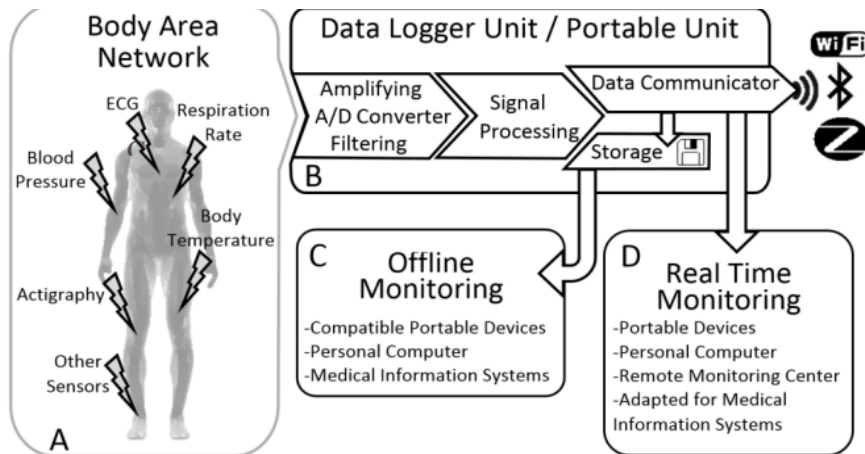 Body Area
Network
ECG
Respiration
Rate
Blood
Pressure
Body
Temperature
Actigraphy
Other
Sensors
A
Data Logger Unit / Portable Unit
Amplifying
A/D Converter
Filtering
Signal
Processing
Data Communicator
Storage
B
Wi Fi
C
Offline
Monitoring
-Compatible Portable Devices
-Personal Computer
-Medical Information Systems
D
Real Time
Monitoring
-Portable Devices
-Personal Computer
-Remote Monitoring Center
-Adapted for Medical
Information Systems